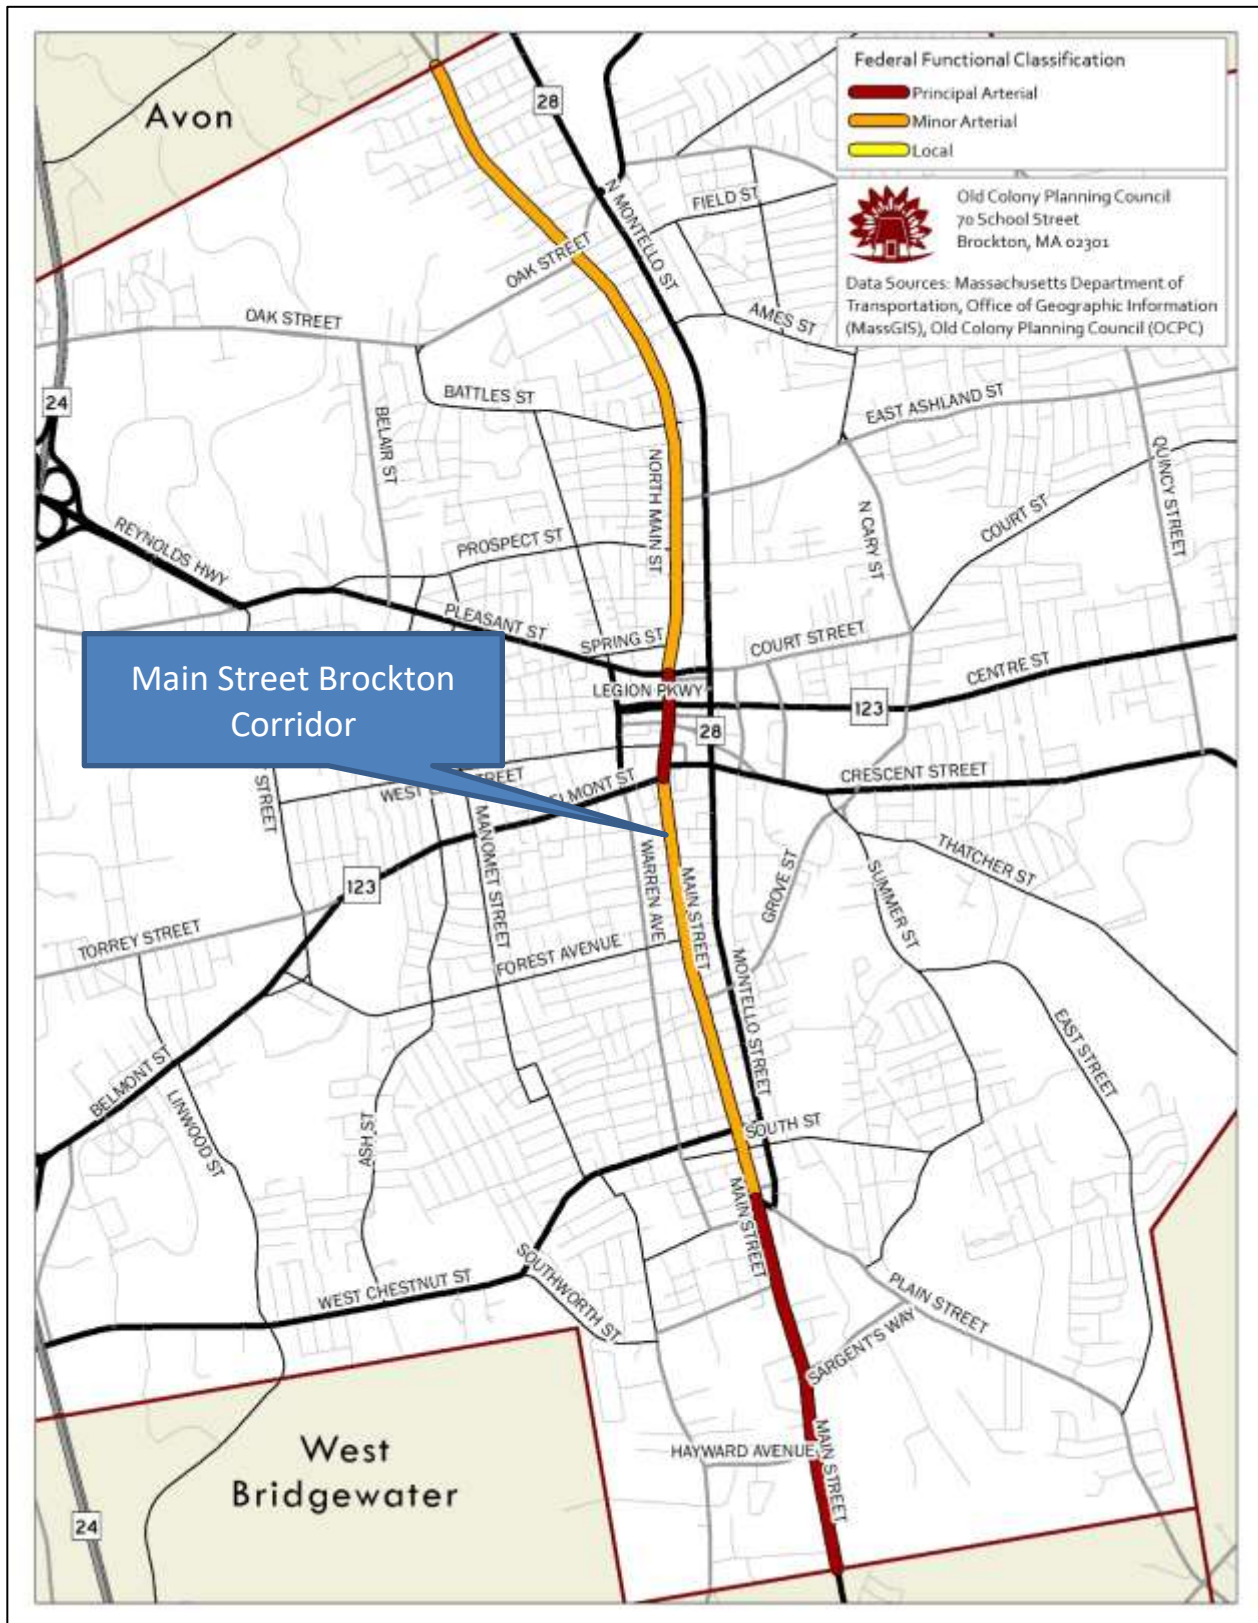 Avon
28
Federal Functional Classification
Principal Arterial
Minor Arterial
Local
Old Colony Planning Council
70 School Street
Brockton, MA 02301
Data Sources: Massachusetts Department of
Transportation, Office of Geographic Information
(MassGIS), Old Colony Planning Council (OCPC)
N MONTELLO ST
FIELD ST
OAK STREET
OAK STREET
AMES ST
24
BATTLES ST
BELAIR ST
EAST ASHLAND ST
QUINCY STREET
NORTH MAIN ST
N CARY ST
COURT ST
REYNOLDS HWY
PROSPECT ST
PLEASANT ST
SPRING ST
COURT STREET
Main Street Brockton
Corridor
LEGION PKWY
CENTRE ST
123
28
CRESCENT STREET
WEST
STREET
ELMONT ST
STREET
MANOMET STREET
WARREN AVE
MAIN STREET
GROVE ST
SUMMER ST
THATCHER ST
123
TORREY STREET
FOREST AVENUE
MONTELLO STREET
EAST STREET
BELMONT ST
LINWOOD ST
ASH ST
SOUTH ST
MAIN STREET
WEST CHESTNUT ST
SOUTHWORTH ST
PLAIN STREET
SARGENT'S WAY
HAYWARD AVENUE
MAIN STREET
West
Bridgewater
24